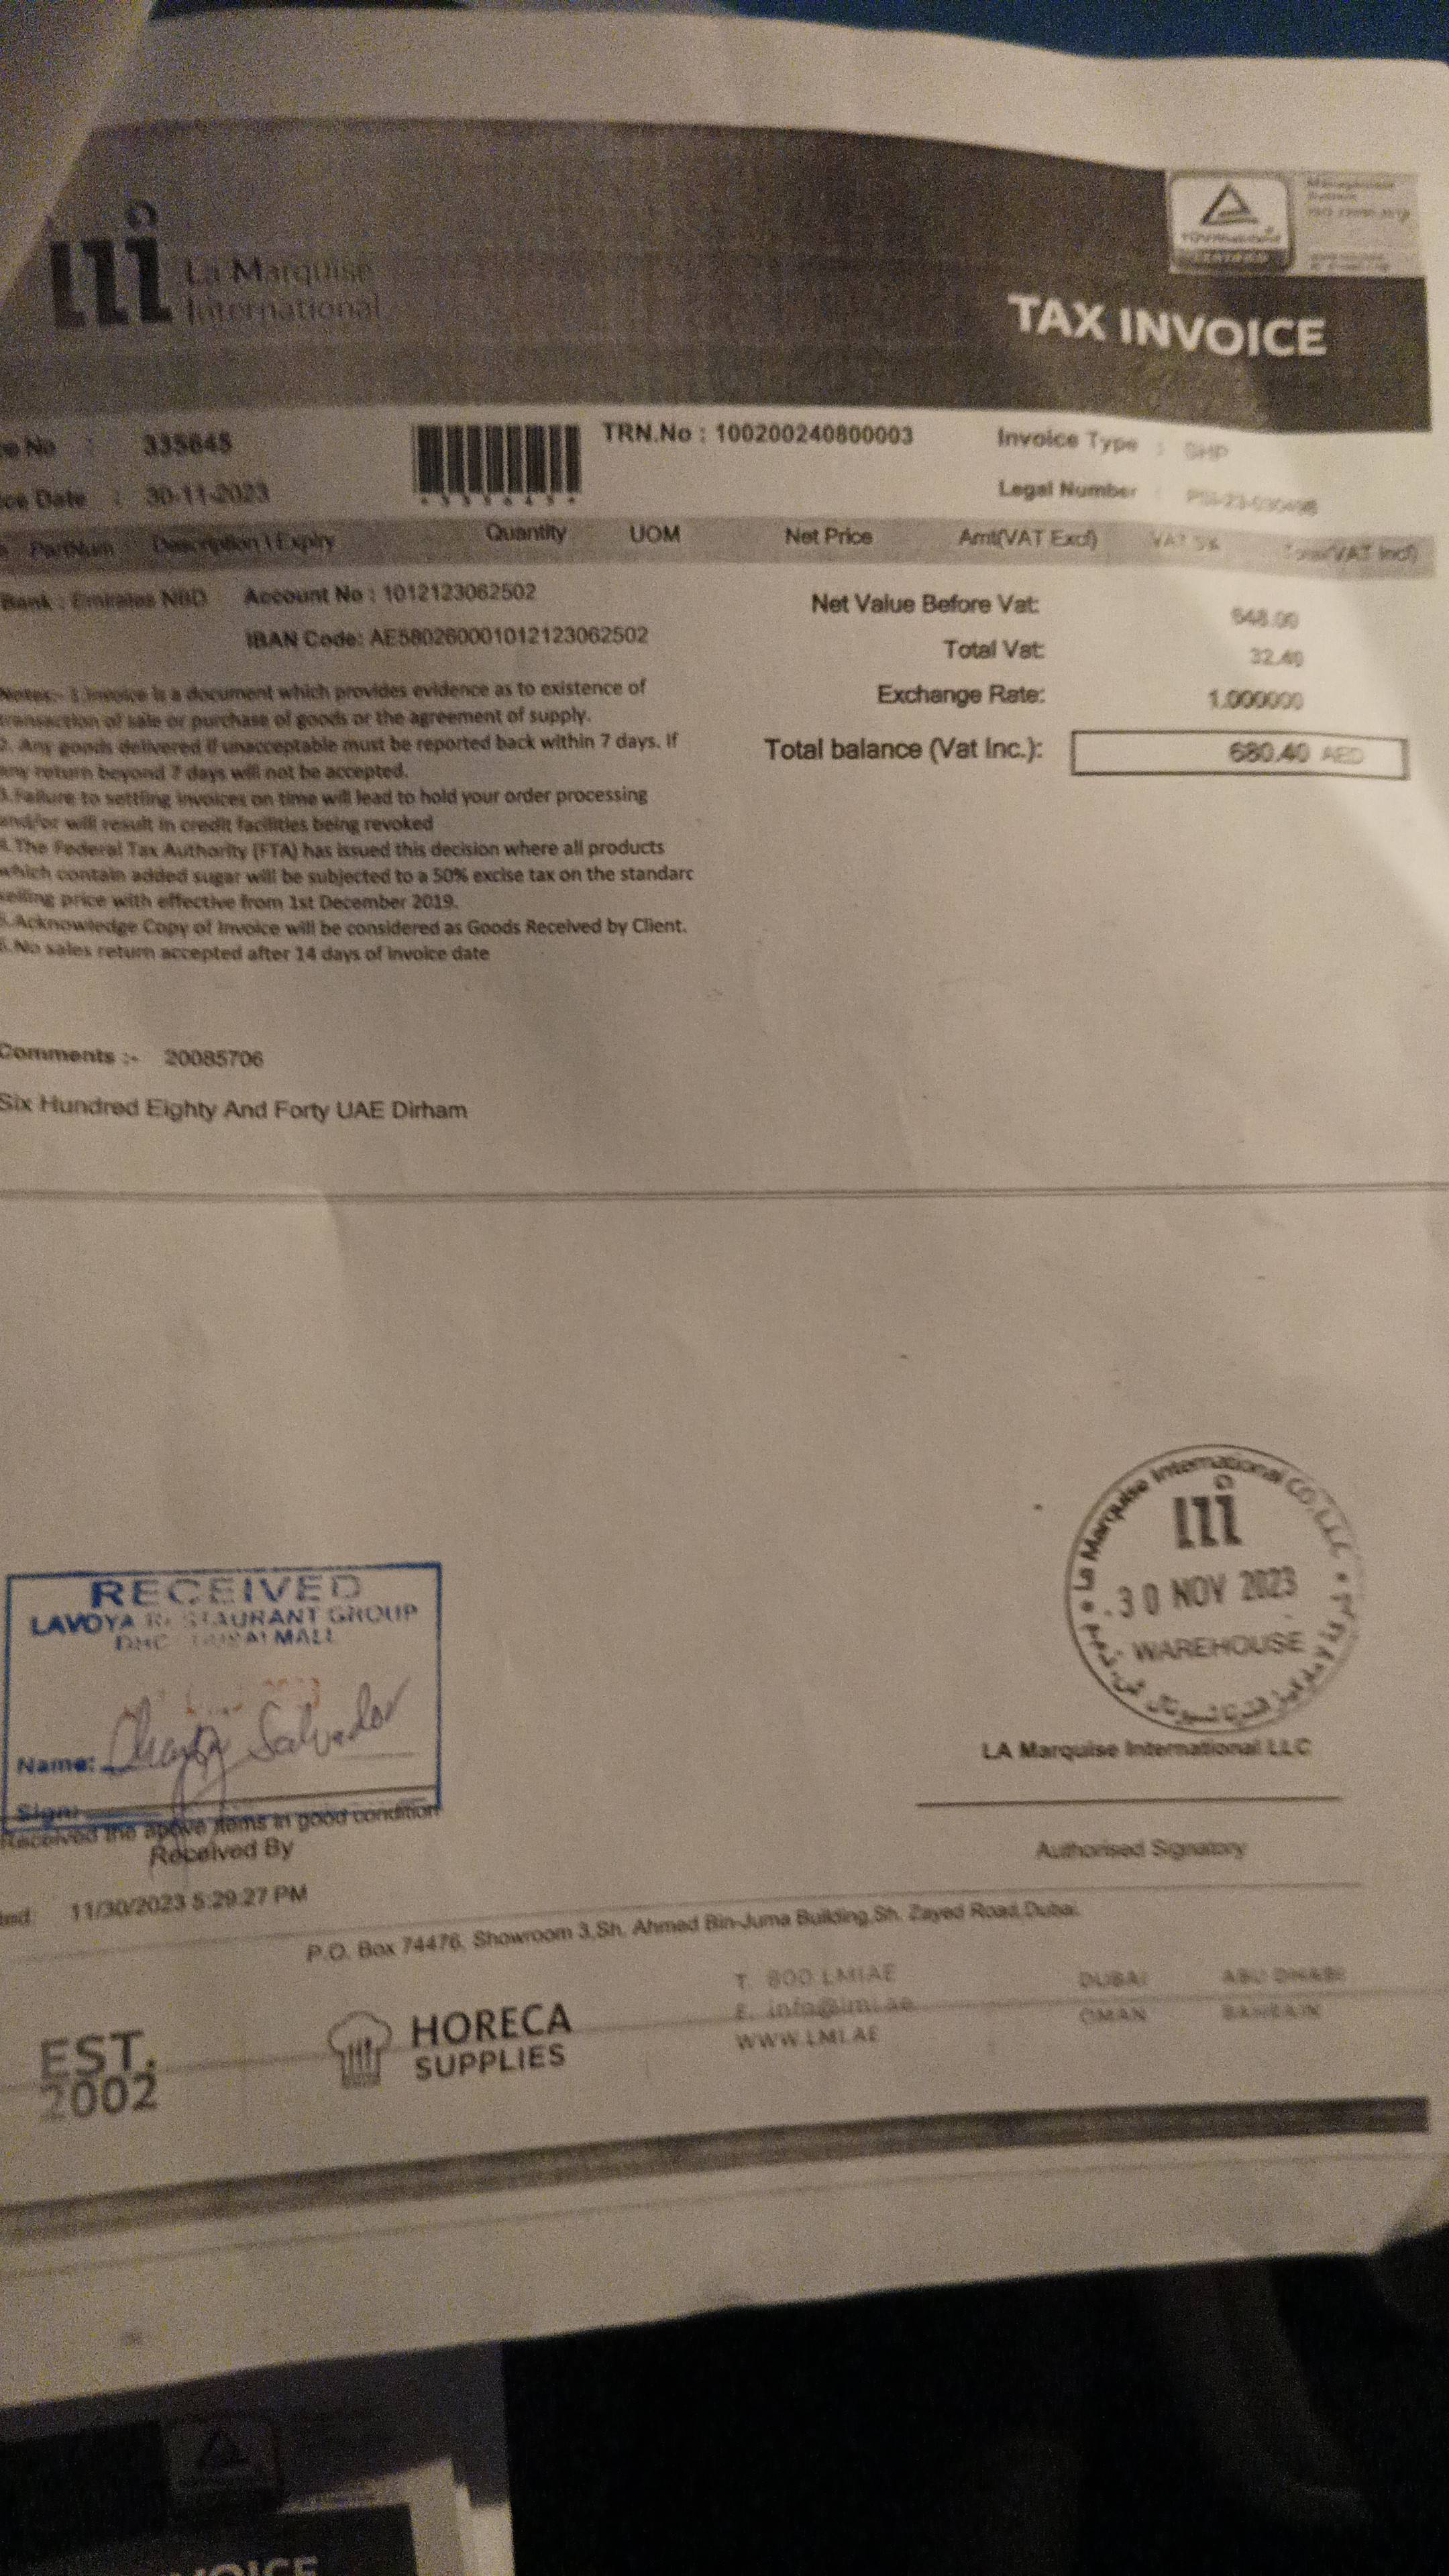 La Marquise
International
TÜVRheinland
CERTIFIED
Management
System
TAX INVOICE
No : 335645
TRN.No : 100200240800003
Invoice Type : SHP
ce Date : 30-11-2023
*335645*
Legal Number :
PartNum Description \ Expiry Quantity UOM Net Price Amt(VAT Excl) VAT 5% Total(VAT Incl)
Bank : Emirates NBD Account No : 1012123062502
IBAN Code: AE580260001012123062502
Net Value Before Vat: 648.00
Total Vat: 32.40
Exchange Rate: 1.000000
Total balance (Vat Inc.): 680.40 AED
Notes:- 1.Invoice is a document which provides evidence as to existence of
transaction of sale or purchase of goods or the agreement of supply.
2. Any goods delivered if unacceptable must be reported back within 7 days. If
any return beyond 7 days will not be accepted.
3.Failure to settling invoices on time will lead to hold your order processing
and/or will result in credit facilities being revoked
4.The Federal Tax Authority (FTA) has issued this decision where all products
which contain added sugar will be subjected to a 50% excise tax on the standarc
selling price with effective from 1st December 2019.
5.Acknowledge Copy of Invoice will be considered as Goods Received by Client.
6.No sales return accepted after 14 days of invoice date
Comments :- 20085706
Six Hundred Eighty And Forty UAE Dirham
La Marquise International CO. L.L.C
30 NOV 2023
WAREHOUSE
RECEIVED
LAVOYA RESTAURANT GROUP
DUBAI MALL
Name: Salvador
Sign:
Received the above items in good condition
Received By
LA Marquise International LLC
Authorised Signatory
ted: 11/30/2023 5:29:27 PM
P.O. Box 74476, Showroom 3,Sh. Ahmed Bin-Juma Building,Sh. Zayed Road,Dubai.
EST.
2002
HORECA
SUPPLIES
T. 800 LMIAE
E. info@lmi.ae
WWW.LMI.AE
DUBAI ABU DHABI
OMAN BAHRAIN
VOICE